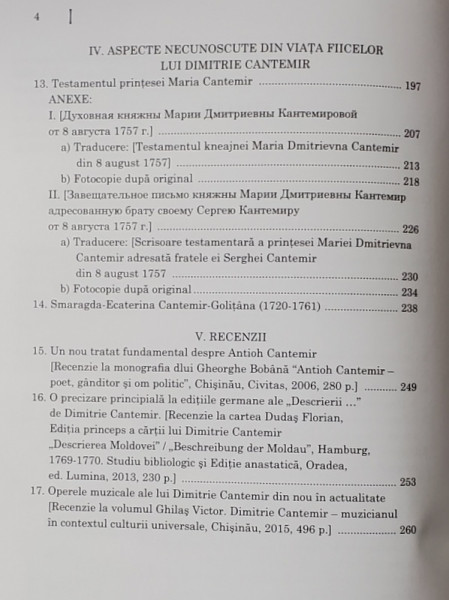 4
IV. ASPECTE NECUNOSCUTE DIN VIAȚA FIICELOR
LUI DIMITRIE CANTEMIR
13. Testamentul prințesei Maria Cantemir ........ 197
ANEXE:
I. [Духовная княжны Марии Дмитриевны Кантемировой
от 8 августа 1757 г.] ........ 207
a) Traducere: [Testamentul kneajnei Maria Dmitrievna Cantemir
din 8 august 1757] ........ 213
b) Fotocopie după original ........ 218
II. [Завещательное письмо княжны Марии Дмитриевны Кантемир
адресованную брату своему Сергею Кантемиру
от 8 августа 1757 г.] ........ 226
a) Traducere: [Scrisoare testamentară a prințesei Mariei Dmitrievna
Cantemir adresată fratele ei Serghei Cantemir
din 8 august 1757 ........ 230
b) Fotocopie după original ........ 234
14. Smaragda-Ecaterina Cantemir-Golițâna (1720-1761) ........ 238
V. RECENZII
15. Un nou tratat fundamental despre Antioh Cantemir
[Recenzie la monografia dlui Gheorghe Bobână "Antioh Cantemir –
poet, gânditor și om politic", Chișinău, Civitas, 2006, 280 p.] ........ 249
16. O precizare principială la edițiile germane ale „Descrierii ..."
de Dimitrie Cantemir. [Recenzie la cartea Dudaș Florian,
Ediția princeps a cărții lui Dimitrie Cantemir
„Descrierea Moldovei" / „Beschreibung der Moldau", Hamburg,
1769-1770. Studiu bibliologic și Ediție anastatică, Oradea,
ed. Lumina, 2013, 230 p.] ........ 253
17. Operele muzicale ale lui Dimitrie Cantemir din nou în actualitate
[Recenzie la volumul Ghilaș Victor. Dimitrie Cantemir – muzicianul
în contextul culturii universale, Chișinău, 2015, 496 p.] ........ 260